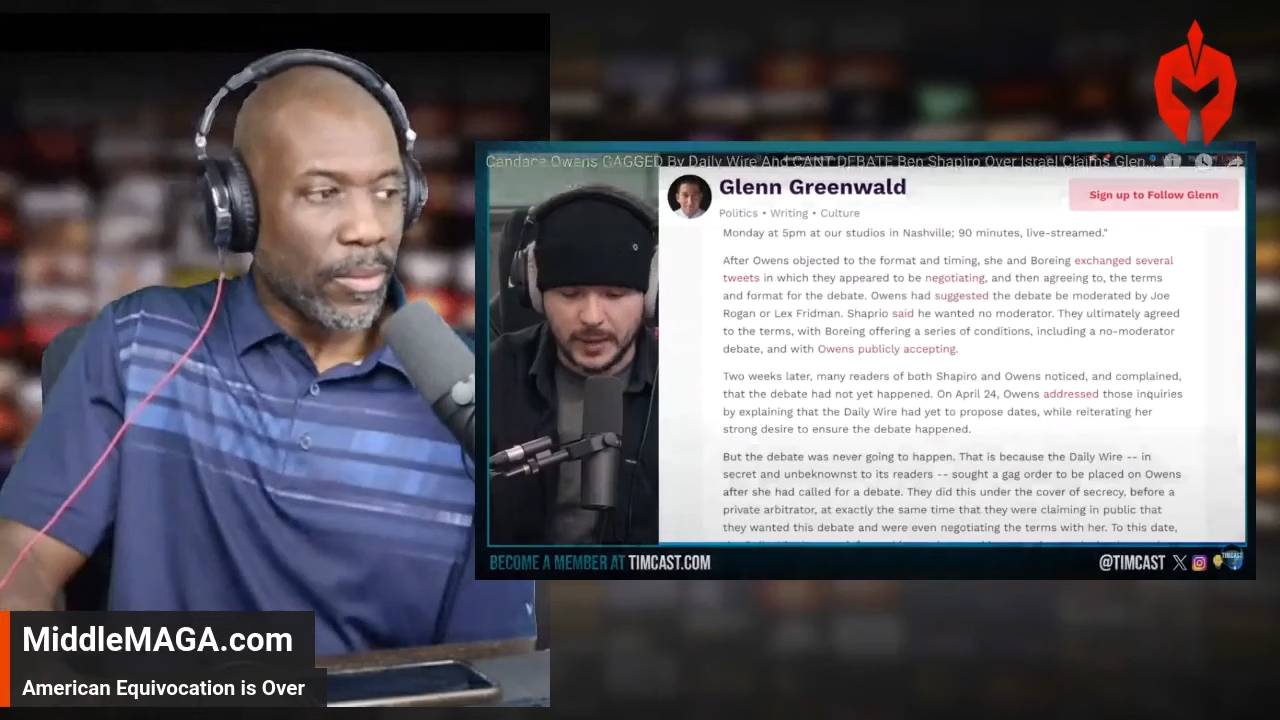 Candace Owens GAGGED By Daily Wire And CANT DEBATE Ben Shapiro Over Israel Claims Glen...
Glenn Greenwald
Sign up to Follow Glenn
Politics • Writing • Culture
Monday at 5pm at our studios in Nashville; 90 minutes, live-streamed."
After Owens objected to the format and timing, she and Boreing exchanged several
tweets in which they appeared to be negotiating, and then agreeing to, the terms
and format for the debate. Owens had suggested the debate be moderated by Joe
Rogan or Lex Fridman. Shaprio said he wanted no moderator. They ultimately agreed
to the terms, with Boreing offering a series of conditions, including a no-moderator
debate, and with Owens publicly accepting.
Two weeks later, many readers of both Shapiro and Owens noticed, and complained,
that the debate had not yet happened. On April 24, Owens addressed those inquiries
by explaining that the Daily Wire had yet to propose dates, while reiterating her
strong desire to ensure the debate happened.
But the debate was never going to happen. That is because the Daily Wire -- in
secret and unbeknownst to its readers -- sought a gag order to be placed on Owens
after she had called for a debate. They did this under the cover of secrecy, before a
private arbitrator, at exactly the same time that they were claiming in public that
they wanted this debate and were even negotiating the terms with her. To this date,
BECOME A MEMBER AT TIMCAST.COM
@TIMCAST
MiddleMAGA.com
American Equivocation is Over